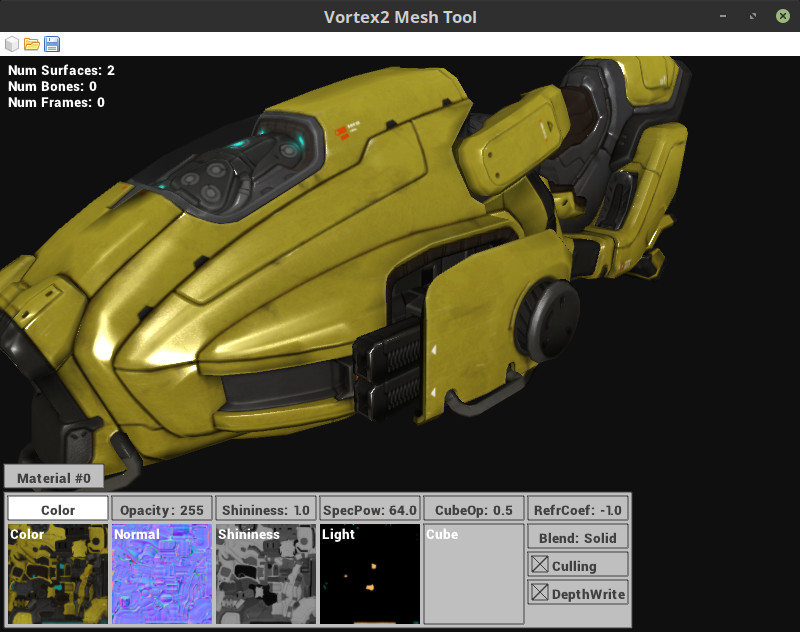 Vortex2 Mesh Tool
Num Surfaces: 2
Num Bones: 0
Num Frames: 0
Material #0
Color
Opacity: 255
Shininess: 1.0
SpecPow: 64.0
CubeOp: 0.5
RefrCoef: -1.0
Color
Normal
Shininess
Light
Cube
Blend: Solid
Culling
DepthWrite